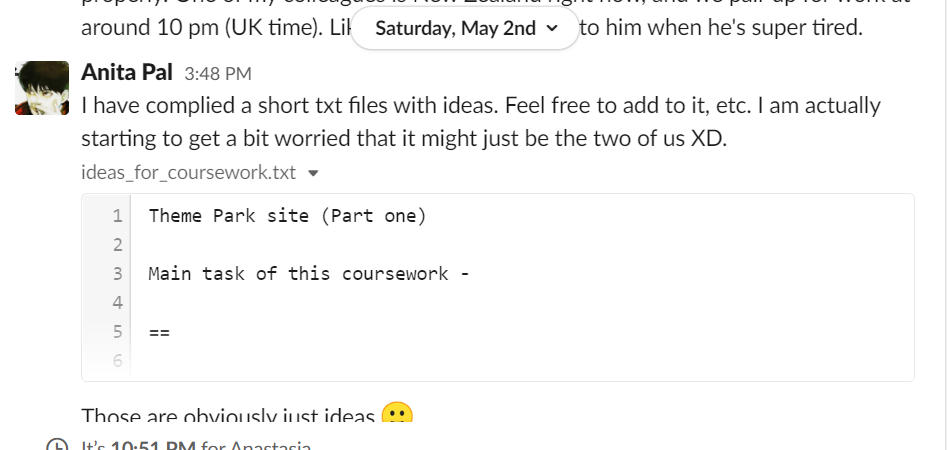 around 10 pm (UK time). Lik
Saturday, May 2nd
to him when he's super tired.
Anita Pal 3:48 PM
I have complied a short txt files with ideas. Feel free to add to it, etc. I am actually
starting to get a bit worried that it might just be the two of us XD.
ideas_for_coursework.txt
1 Theme Park site (Part one)
2
3 Main task of this coursework -
4
5 ==
6
Those are obviously just ideas
It's 10:51 PM for Anastasia